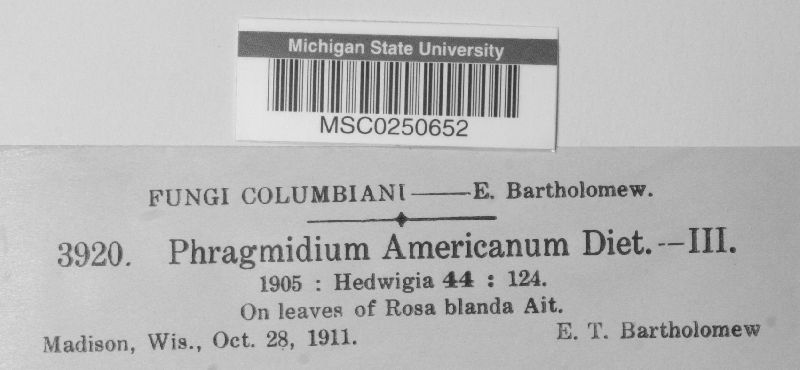 Michigan State University
MSC0250652
FUNGI COLUMBIANI——E. Bartholomew.
3920. Phragmidium Americanum Diet.--III.
1905 : Hedwigia 44 : 124.
On leaves of Rosa blanda Ait.
Madison, Wis., Oct. 28, 1911. E. T. Bartholomew